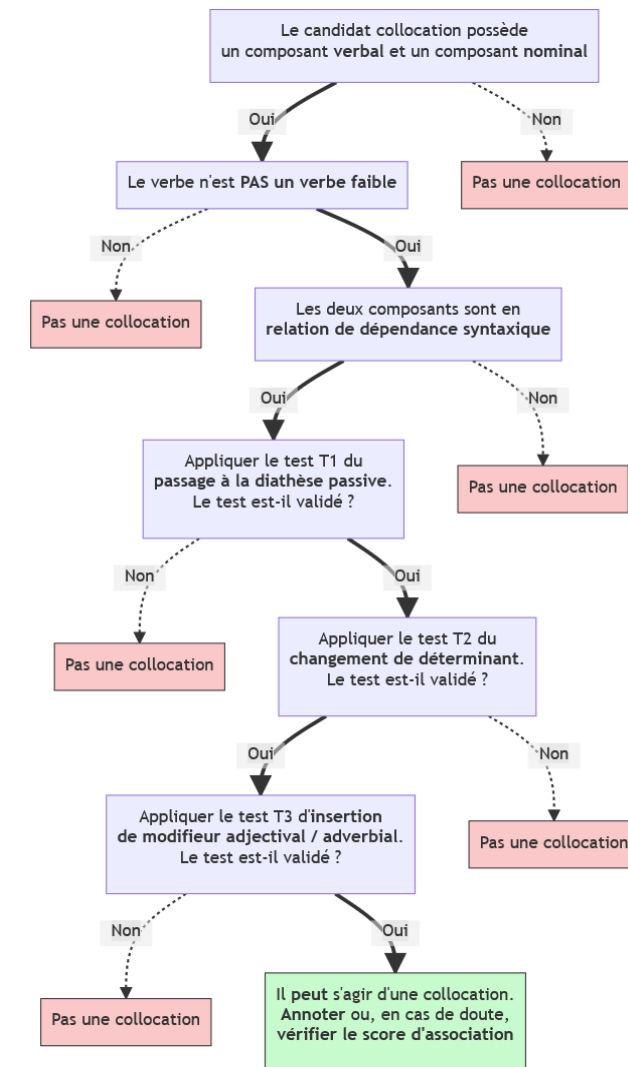 Le candidat collocation possède
un composant verbal et un composant nominal
Oui
Non
Le verbe n'est PAS un verbe faible
Pas une collocation
Non
Oui
Pas une collocation
Les deux composants sont en
relation de dépendance syntaxique
Oui
Non
Appliquer le test T1 du
passage à la diathèse passive.
Le test est-il validé ?
Pas une collocation
Non
Oui
Pas une collocation
Appliquer le test T2 du
changement de déterminant.
Le test est-il validé ?
Oui
Non
Appliquer le test T3 d'insertion
de modifieur adjectival / adverbial.
Le test est-il validé ?
Pas une collocation
Non
Oui
Pas une collocation
Il peut s'agir d'une collocation.
Annoter ou, en cas de doute,
vérifier le score d'association